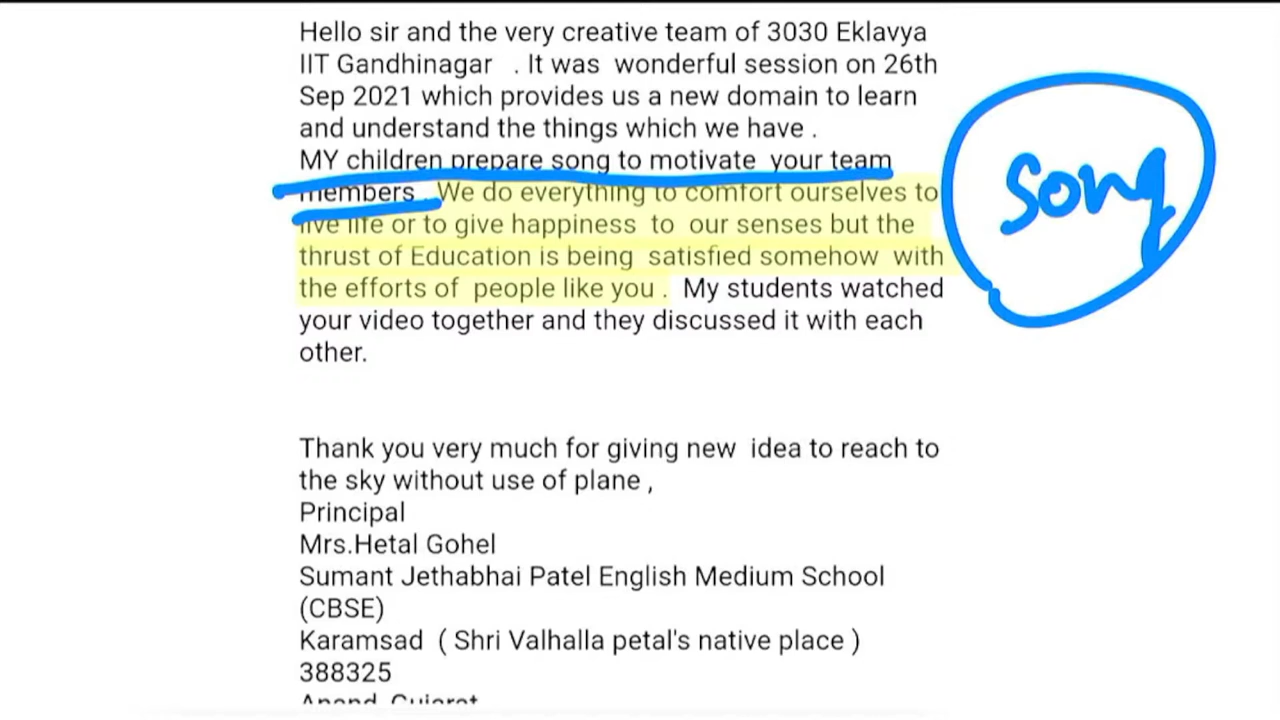 Hello sir and the very creative team of 3030 Eklavya
IIT Gandhinagar . It was wonderful session on 26th
Sep 2021 which provides us a new domain to learn
and understand the things which we have .
MY children prepare song to motivate your team
members . We do everything to comfort ourselves to
live life or to give happiness to our senses but the
thrust of Education is being satisfied somehow with
the efforts of people like you . My students watched
your video together and they discussed it with each
other.
song
Thank you very much for giving new idea to reach to
the sky without use of plane ,
Principal
Mrs.Hetal Gohel
Sumant Jethabhai Patel English Medium School
(CBSE)
Karamsad ( Shri Valhalla petal's native place )
388325
Anand Gujarat